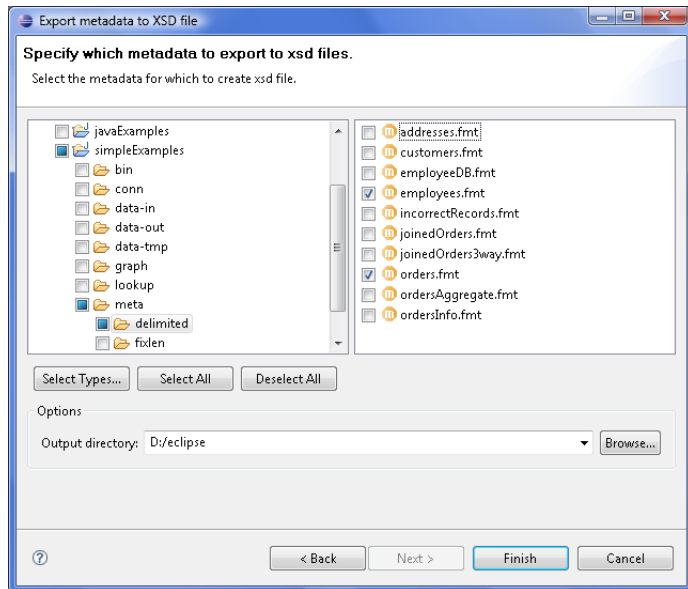 Export metadata to XSD file
Specify which metadata to export to xsd files.
Select the metadata for which to create xsd file.
javaExamples
simpleExamples
bin
conn
data-in
data-out
data-tmp
graph
lookup
meta
delimited
fixlen
addresses.fmt
customers.fmt
employeeDB.fmt
employees.fmt
incorrectRecords.fmt
joinedOrders.fmt
joinedOrders3way.fmt
orders.fmt
ordersAggregate.fmt
ordersInfo.fmt
Select Types... Select All Deselect All
Options
Output directory: D:/eclipse Browse...
< Back Next > Finish Cancel